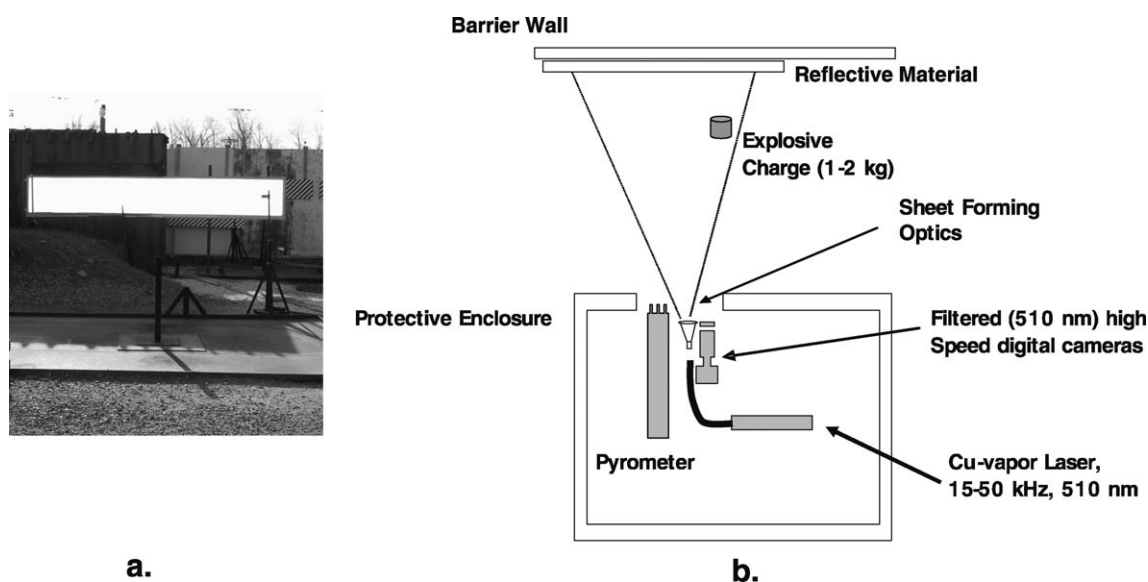 Barrier Wall
Reflective Material
Explosive
Charge (1-2 kg)
Sheet Forming
Optics
Protective Enclosure
Filtered (510 nm) high
Speed digital cameras
Pyrometer
Cu-vapor Laser,
15-50 kHz, 510 nm
a.
b.